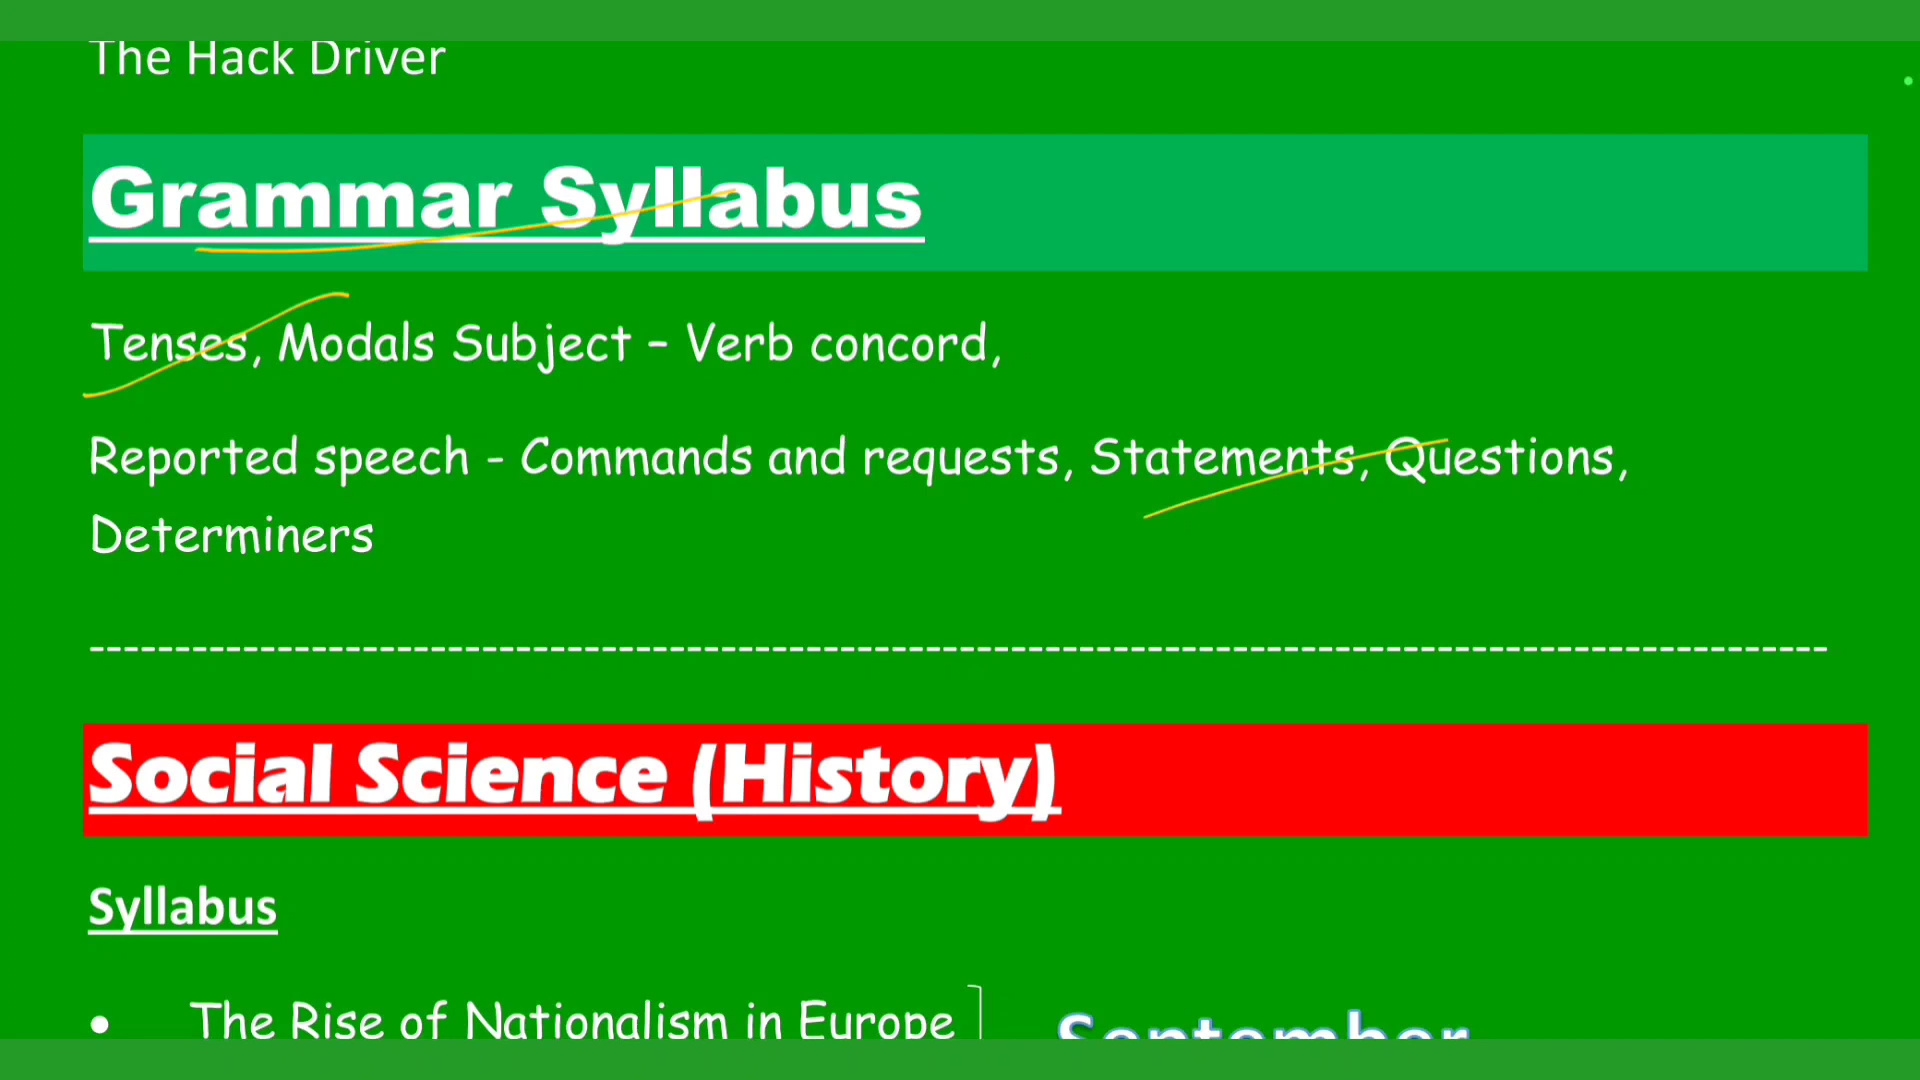 The Hack Driver
Grammar Syllabus
Tenses, Modals Subject – Verb concord,
Reported speech - Commands and requests, Statements, Questions,
Determiners
--------------------------------------------------------------------------------------------------------
Social Science (History)
Syllabus
• The Rise of Nationalism in Europe
September